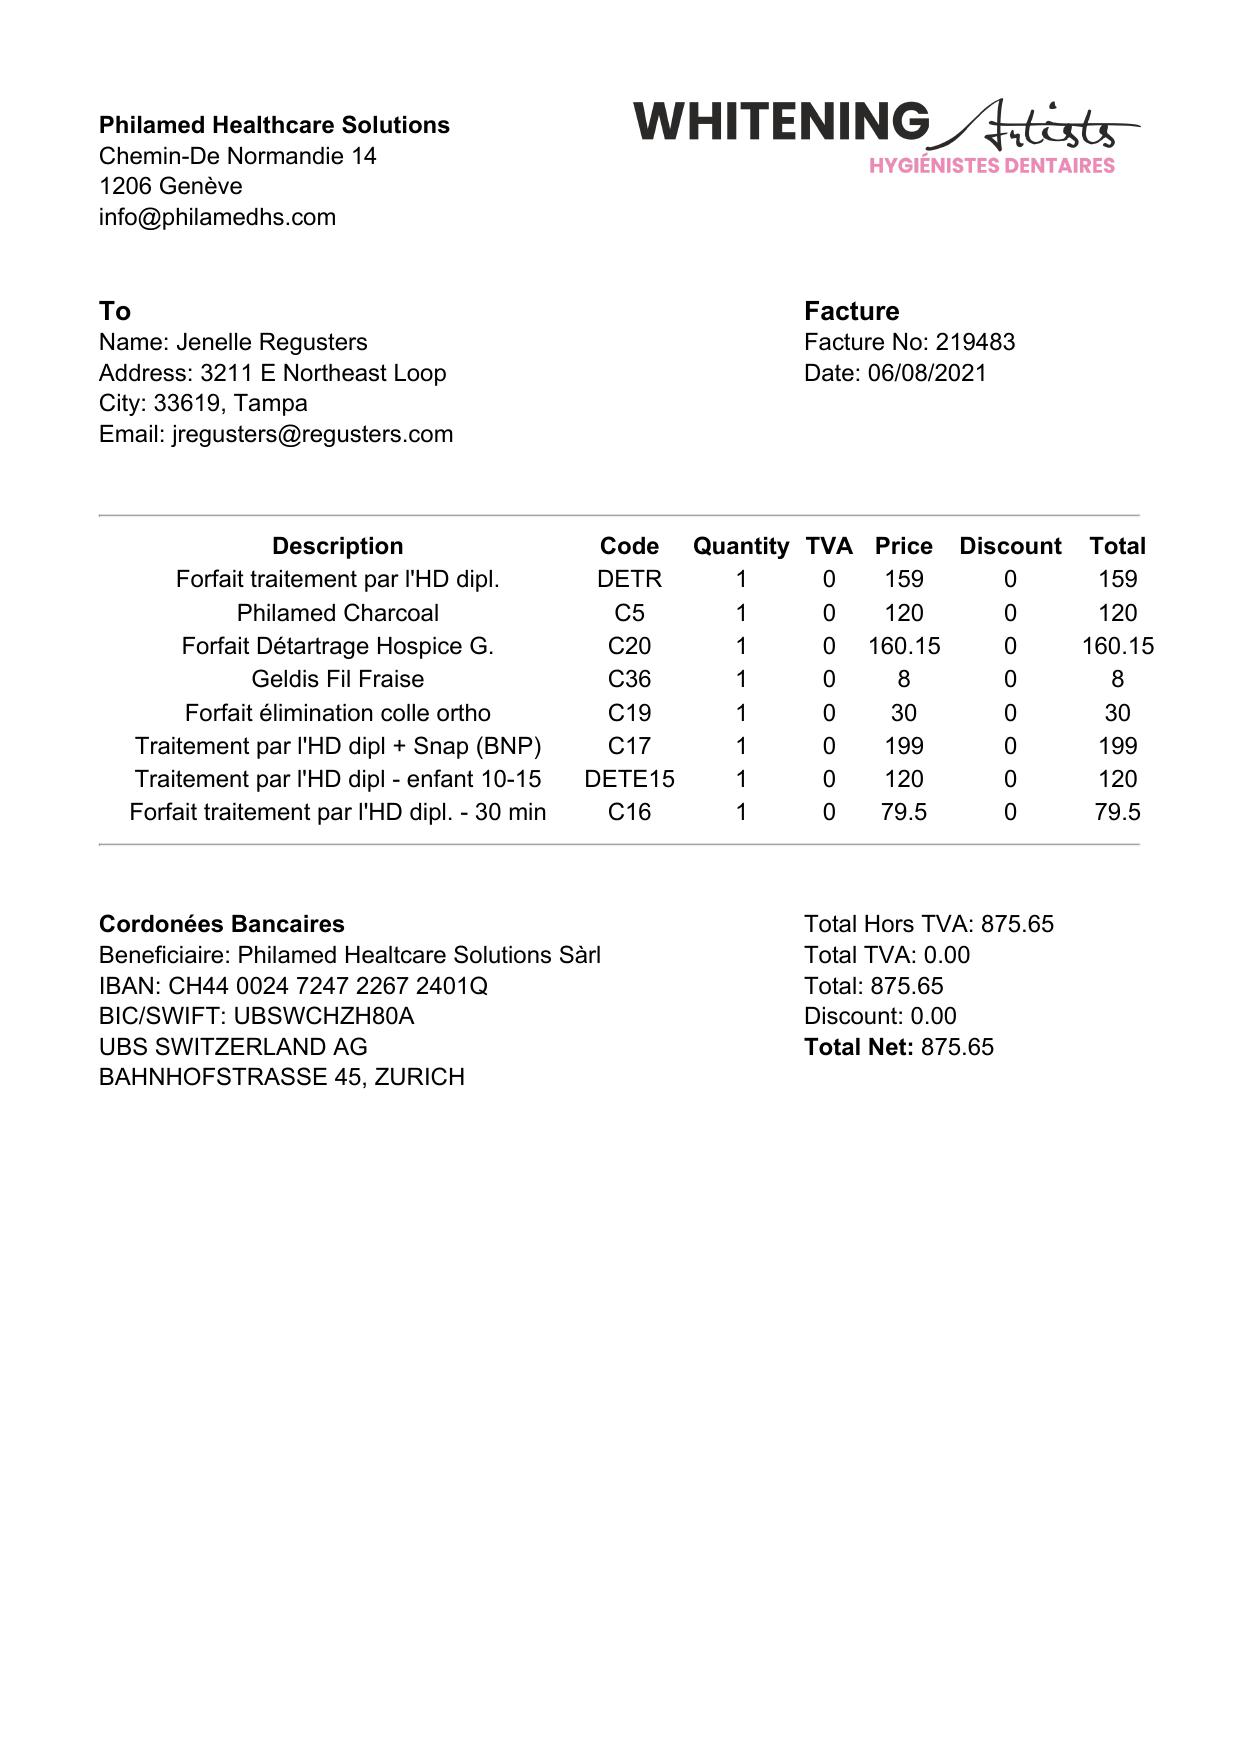 Philamed Healthcare Solutions
Chemin-De Normandie 14
1206 Genève
info@philamedhs.com
WHITENING Artists
HYGIÉNISTES DENTAIRES
To
Name: Jenelle Regusters
Address: 3211 E Northeast Loop
City: 33619, Tampa
Email: jregusters@regusters.com
Facture
Facture No: 219483
Date: 06/08/2021
Description Code Quantity TVA Price Discount Total
Forfait traitement par l'HD dipl. DETR 1 0 159 0 159
Philamed Charcoal C5 1 0 120 0 120
Forfait Détartrage Hospice G. C20 1 0 160.15 0 160.15
Geldis Fil Fraise C36 1 0 8 0 8
Forfait élimination colle ortho C19 1 0 30 0 30
Traitement par l'HD dipl + Snap (BNP) C17 1 0 199 0 199
Traitement par l'HD dipl - enfant 10-15 DETE15 1 0 120 0 120
Forfait traitement par l'HD dipl. - 30 min C16 1 0 79.5 0 79.5
Cordonées Bancaires
Beneficiaire: Philamed Healtcare Solutions Sàrl
IBAN: CH44 0024 7247 2267 2401Q
BIC/SWIFT: UBSWCHZH80A
UBS SWITZERLAND AG
BAHNHOFSTRASSE 45, ZURICH
Total Hors TVA: 875.65
Total TVA: 0.00
Total: 875.65
Discount: 0.00
Total Net: 875.65